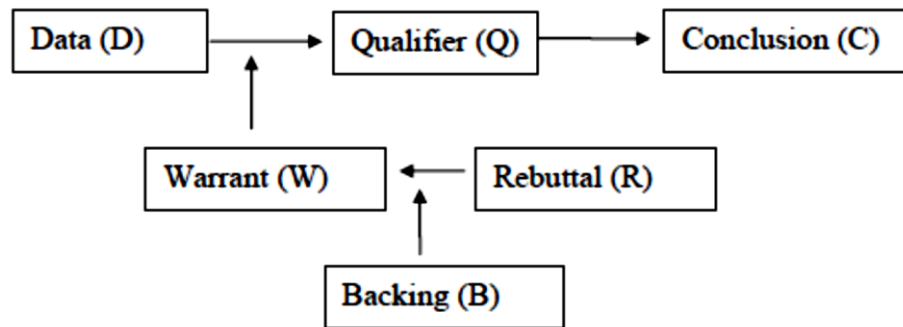 Data (D)
Qualifier (Q)
Conclusion (C)
Warrant (W)
Rebuttal (R)
Backing (B)